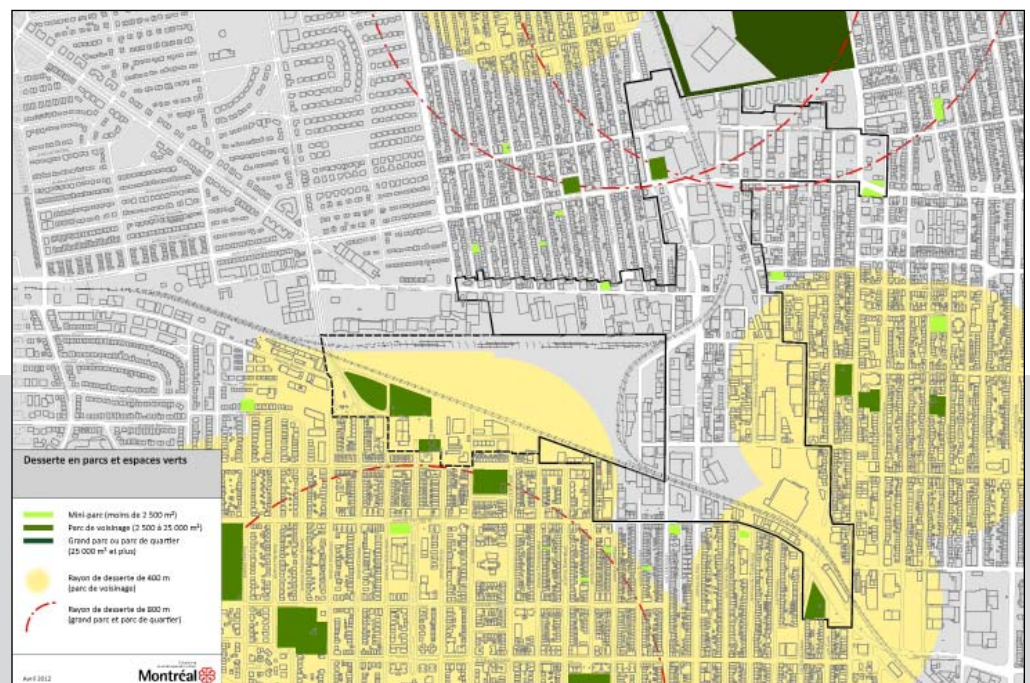 Desserte en parcs et espaces verts
Mini-parc (moins de 2 500 m²)
Parc de voisinage (2 500 à 25 000 m²)
Grand parc ou parc de quartier
(25 000 m² et plus)
Rayon de desserte de 400 m
(parc de voisinage)
Rayon de desserte de 800 m
(grand parc et parc de quartier)
Avril 2012
Montréal